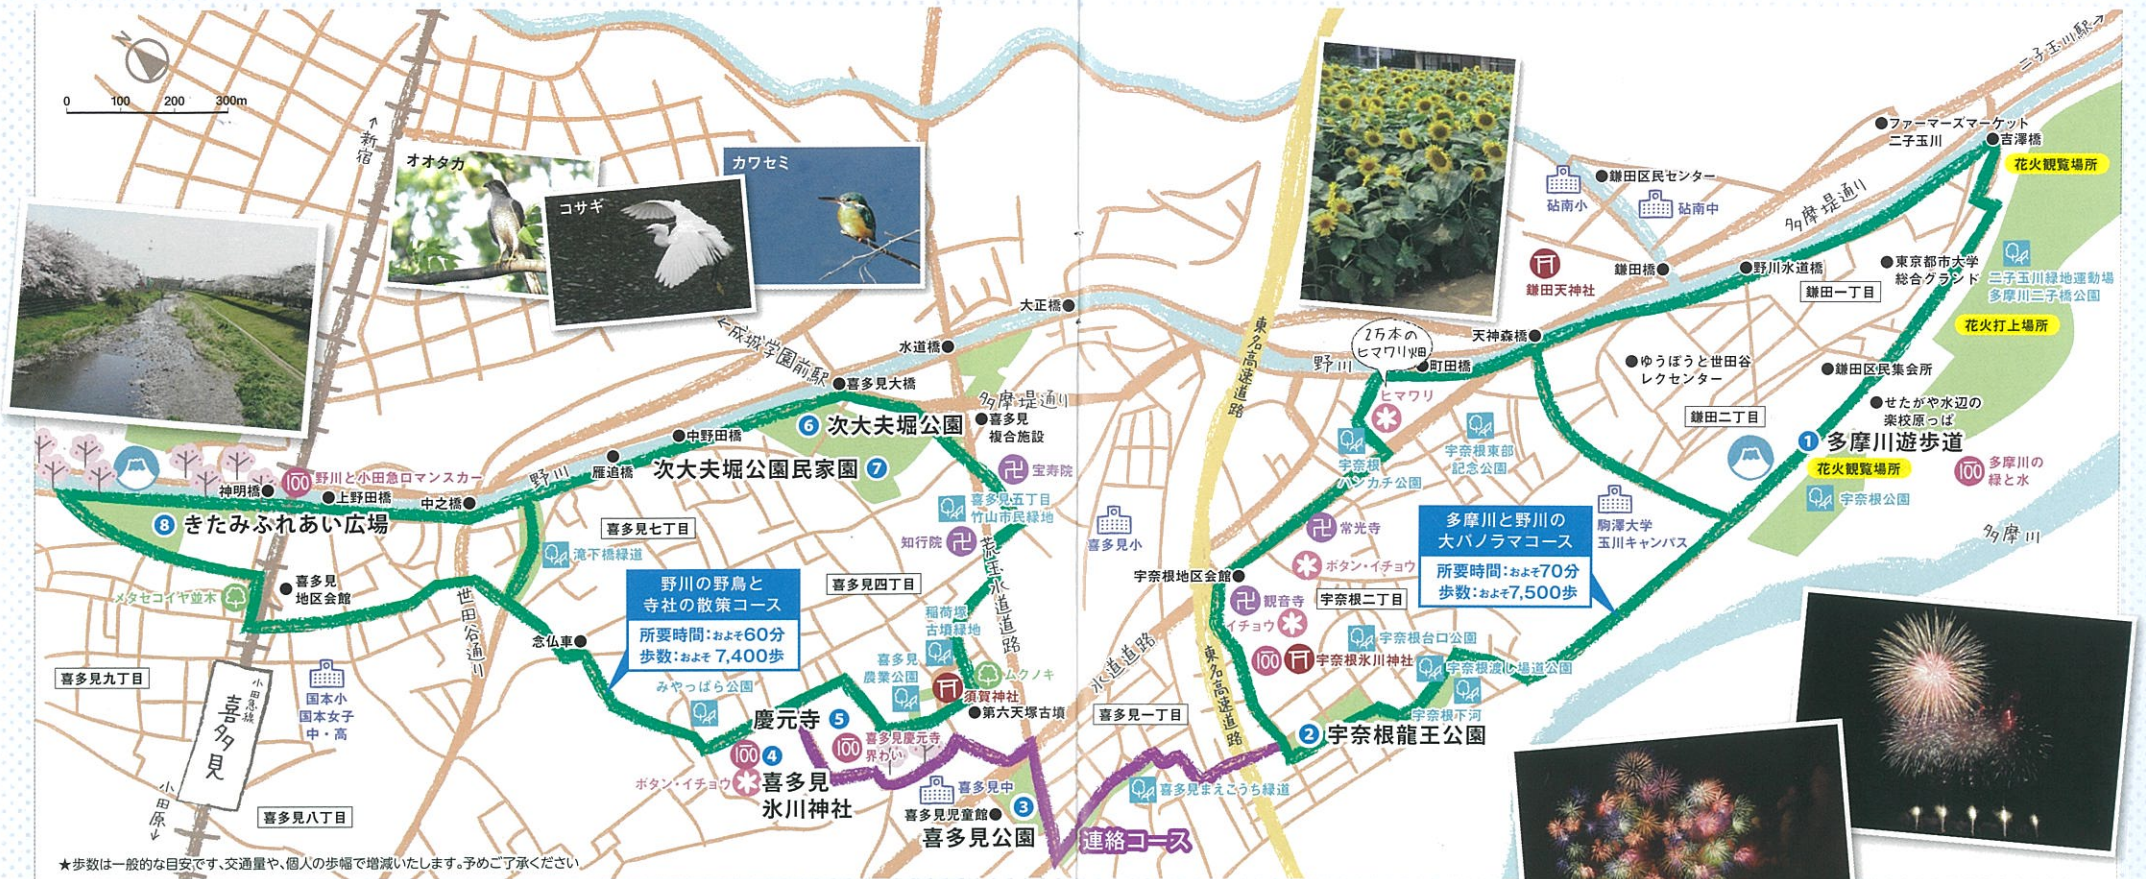 N
0 100 200 300m
↑新宿
オオタカ
コサギ
カワセミ
←成城学園前駅
大正橋
水道橋
喜多見大橋
多摩堤通り
喜多見
複合施設
⑥ 次大夫堀公園
中野田橋
雁追橋
次大夫堀公園民家園 ⑦
野川
宝寿院
喜多見五丁目
竹山市民緑地
知行院
荒玉水道道路
喜多見小
100 野川と小田急ロマンスカー
神明橋
上野田橋
中之橋
⑧ きたみふれあい広場
喜多見七丁目
滝下橋緑道
喜多見
地区会館
メタセコイヤ並木
世田谷通り
念仏車
野川の野鳥と
寺社の散策コース
所要時間:およそ60分
歩数:およそ 7,400歩
喜多見四丁目
稲荷塚
古墳緑地
喜多見
農業公園
ムクノキ
須賀神社
第六天塚古墳
水道道路
喜多見九丁目
国本小
国本女子
中・高
小田急線
喜多見
小田原↓
喜多見八丁目
みやっぱら公園
慶元寺 ⑤
100 喜多見慶元寺
界わい
100 ④
ボタン・イチョウ
喜多見
氷川神社
喜多見中
喜多見児童館
③
喜多見公園
喜多見一丁目
喜多見まえこうち緑道
連絡コース
★歩数は一般的な目安です、交通量や、個人の歩幅で増減いたします。予めご了承ください
二子玉川駅→
ファーマーズマーケット
二子玉川
吉澤橋
花火観覧場所
鎌田区民センター
砧南小
砧南中
多摩堤通り
鎌田天神社
鎌田橋
野川水道橋
東京都市大学
総合グランド
鎌田一丁目
二子玉川緑地運動場
多摩川二子橋公園
花火打上場所
東名高速道路
2万本の
ヒマワリ畑
野川
町田橋
天神森橋
ヒマワリ
ゆうぽうと世田谷
レクセンター
鎌田区民集会所
せたがや水辺の
楽校原っぱ
鎌田二丁目
① 多摩川遊歩道
花火観覧場所
100 多摩川の
緑と水
宇奈根公園
多摩川
宇奈根
ハンカチ公園
宇奈根東部
記念公園
常光寺
ボタン・イチョウ
多摩川と野川の
大パノラマコース
所要時間:およそ70分
歩数:およそ7,500歩
駒澤大学
玉川キャンパス
宇奈根地区会館
観音寺
イチョウ
宇奈根二丁目
100 宇奈根氷川神社
宇奈根台口公園
宇奈根渡し場道公園
宇奈根下河
東名高速道路
② 宇奈根龍王公園